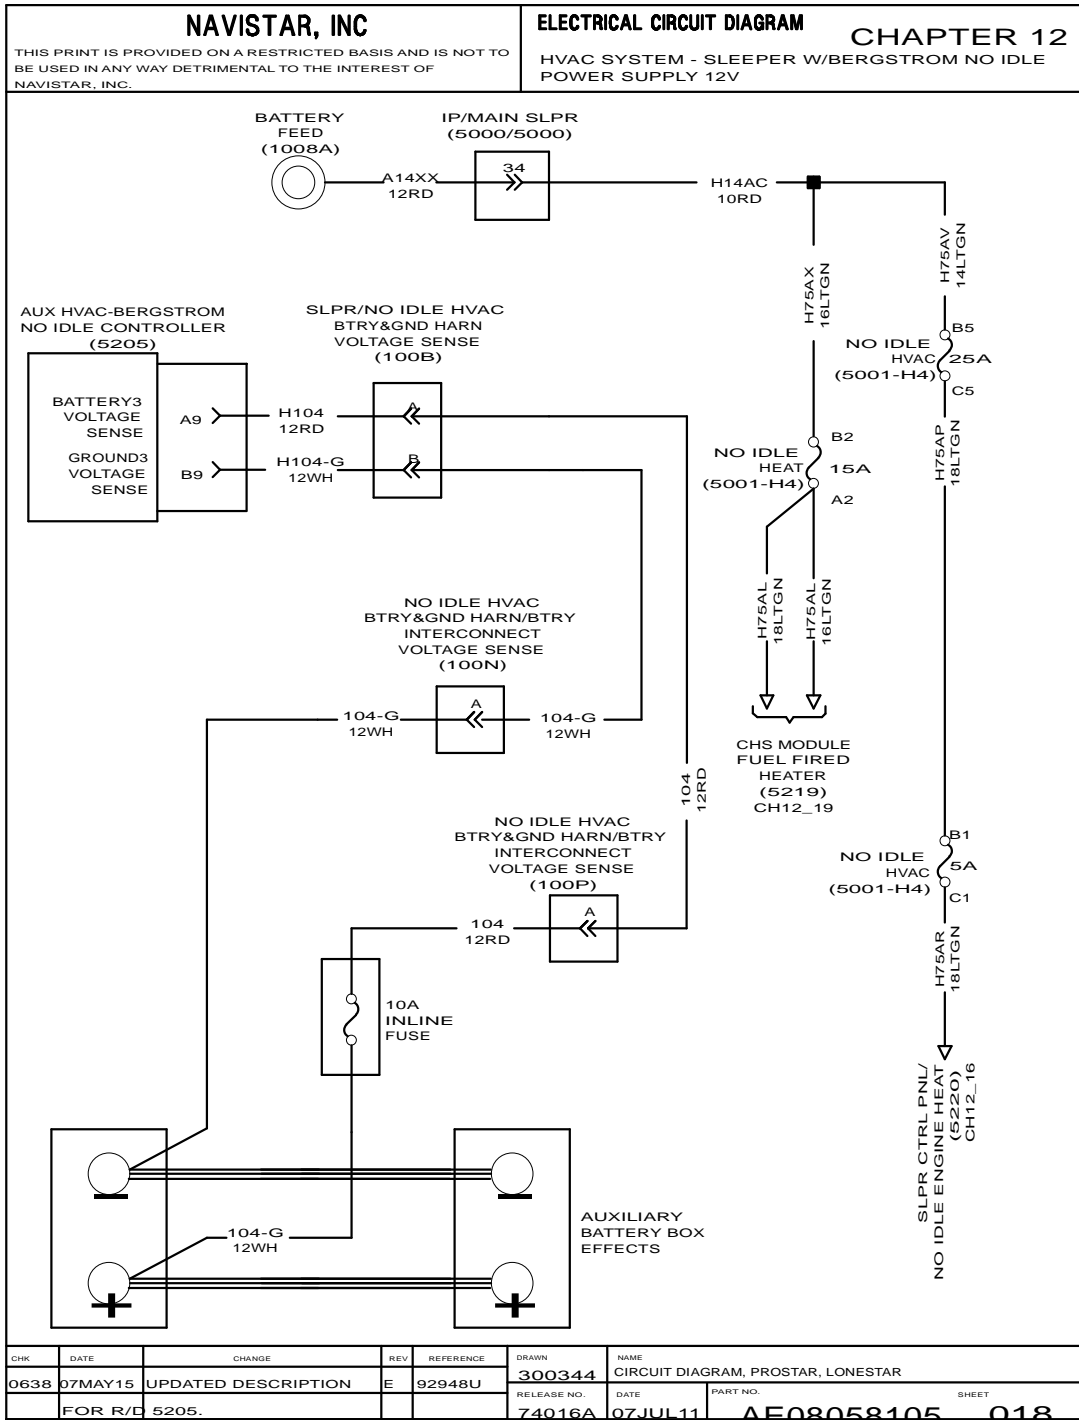 NAVISTAR, INC
THIS PRINT IS PROVIDED ON A RESTRICTED BASIS AND IS NOT TO
BE USED IN ANY WAY DETRIMENTAL TO THE INTEREST OF
NAVISTAR, INC.
ELECTRICAL CIRCUIT DIAGRAM
CHAPTER 12
HVAC SYSTEM - SLEEPER W/BERGSTROM NO IDLE
POWER SUPPLY 12V
BATTERY
FEED
(1008A)
IP/MAIN SLPR
(5000/5000)
A14XX
12RD
34
H14AC
10RD
H75AX
16LTGN
H75AV
14LTGN
AUX HVAC-BERGSTROM
NO IDLE CONTROLLER
(5205)
SLPR/NO IDLE HVAC
BTRY&GND HARN
VOLTAGE SENSE
(100B)
B5
NO IDLE
HVAC
25A
(5001-H4)
C5
BATTERY3
VOLTAGE
SENSE
A9
H104
12RD
A
GROUND3
VOLTAGE
SENSE
B9
H104-G
12WH
B
H75AP
18LTGN
B2
NO IDLE
HEAT
15A
(5001-H4)
A2
H75AL
18LTGN
H75AL
16LTGN
NO IDLE HVAC
BTRY&GND HARN/BTRY
INTERCONNECT
VOLTAGE SENSE
(100N)
104-G
12WH
A
104-G
12WH
CHS MODULE
FUEL FIRED
HEATER
(5219)
CH12_19
104
12RD
NO IDLE HVAC
BTRY&GND HARN/BTRY
INTERCONNECT
VOLTAGE SENSE
(100P)
B1
NO IDLE
HVAC
5A
(5001-H4)
C1
104
12RD
A
H75AR
18LTGN
10A
INLINE
FUSE
SLPR CTRL PNL/
NO IDLE ENGINE HEAT
(5220)
CH12_16
104-G
12WH
AUXILIARY
BATTERY BOX
EFFECTS
CHK DATE CHANGE REV REFERENCE
0638 07MAY15 UPDATED DESCRIPTION E 92948U
FOR R/D 5205.
DRAWN
300344
NAME
CIRCUIT DIAGRAM, PROSTAR, LONESTAR
RELEASE NO.
74016A
DATE
07JUL11
PART NO.
AF08058105
SHEET
018